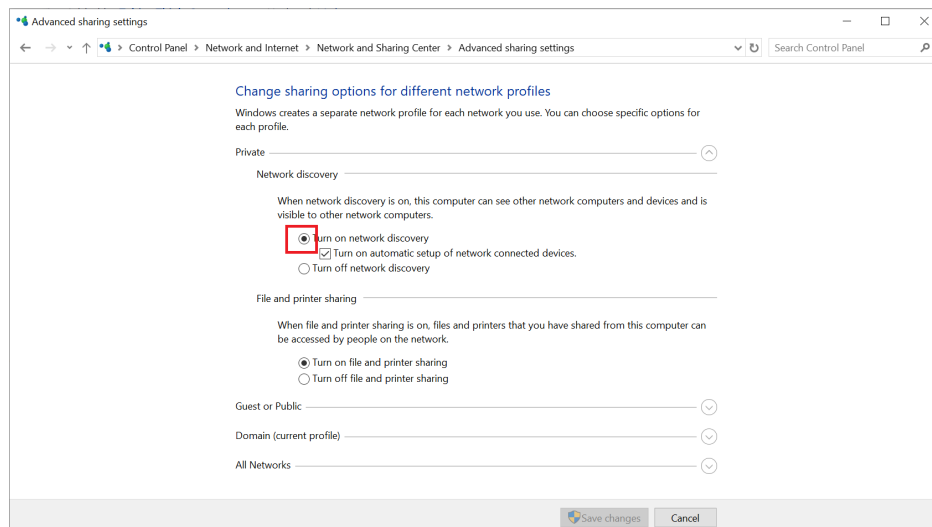 Advanced sharing settings
Control Panel > Network and Internet > Network and Sharing Center > Advanced sharing settings
Search Control Panel
Change sharing options for different network profiles
Windows creates a separate network profile for each network you use. You can choose specific options for
each profile.
Private
Network discovery
When network discovery is on, this computer can see other network computers and devices and is
visible to other network computers.
Turn on network discovery
Turn on automatic setup of network connected devices.
Turn off network discovery
File and printer sharing
When file and printer sharing is on, files and printers that you have shared from this computer can
be accessed by people on the network.
Turn on file and printer sharing
Turn off file and printer sharing
Guest or Public
Domain (current profile)
All Networks
Save changes
Cancel